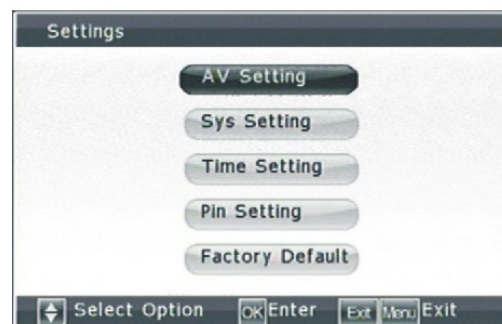 Settings
AV Setting
Sys Setting
Time Setting
Pin Setting
Factory Default
Select Option OK Enter Exit Menu Exit